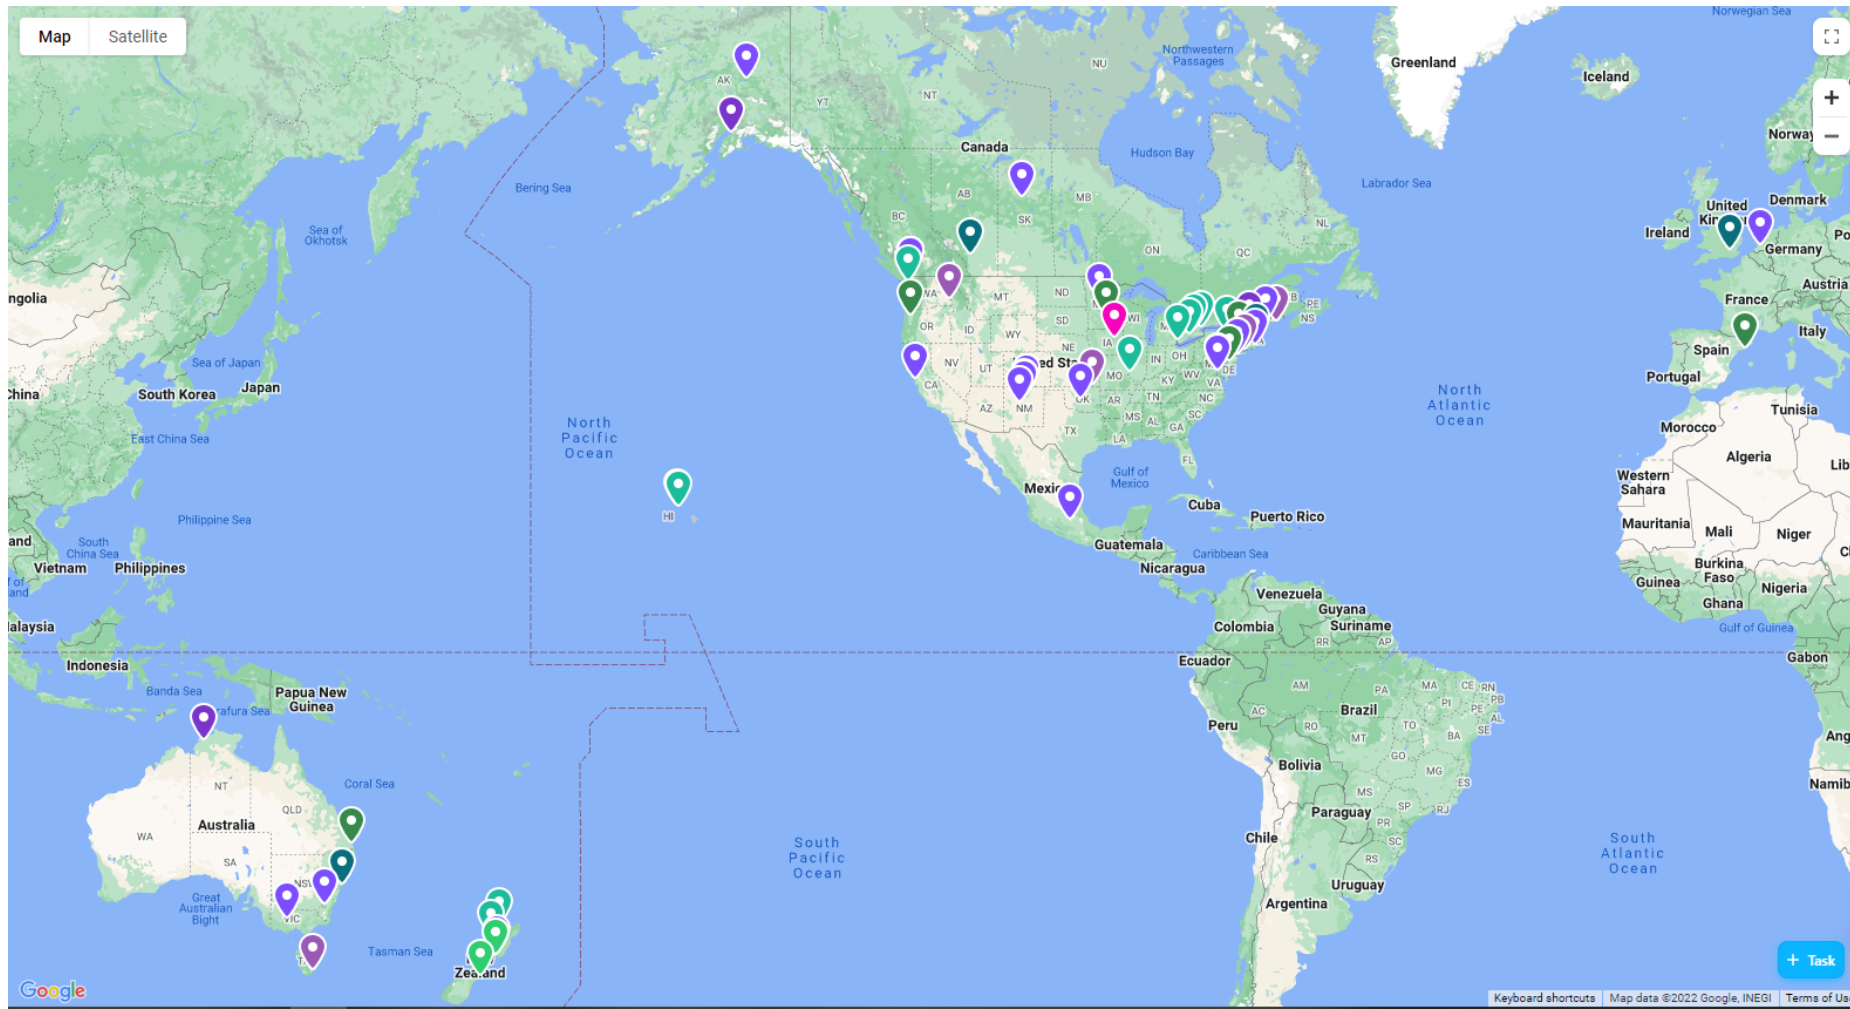 Map
Satellite
Norwegian Sea
Northwestern
Passages
NU
Greenland
Iceland
AK
YT
NT
Norway
Canada
Hudson Bay
Bering Sea
Labrador Sea
AB
MB
SK
BC
NL
United
Denmark
Ireland
Germany
Sea of
Okhotsk
ON
QC
Austria
WA
MT
ND
PE
NS
France
Italy
OR
ID
SD
WI
WY
NE
IA
Spain
Portugal
Sea of Japan
NV
UT
IN
OH
Japan
South Korea
CA
MO
KY
WV
VA
DE
China
AZ
NM
AR
TN
NC
North
Atlantic
Ocean
MS
AL
GA
SC
Tunisia
Morocco
North
Pacific
Ocean
East China Sea
TX
LA
FL
Algeria
Gulf of
Mexico
Western
Sahara
HI
Cuba
Puerto Rico
Philippine Sea
Mauritania
Mali
Niger
South
China Sea
Guatemala
Caribbean Sea
Vietnam
Philippines
Nicaragua
Burkina
Faso
Guinea
Nigeria
Venezuela
Ghana
Guyana
Colombia
Suriname
Gulf of Guinea
RR
AP
Indonesia
Ecuador
Gabon
Banda Sea
Papua New
Guinea
AM
PA
MA
CE
RN
PB
PI
PE
AL
SE
AC
Brazil
Peru
RO
TO
BA
MT
Bolivia
GO
MG
ES
NT
Coral Sea
MS
SP
RJ
QLD
Paraguay
PR
Australia
WA
Chile
SC
South
Pacific
Ocean
South
Atlantic
Ocean
SA
RS
Uruguay
Great
Australian
Bight
VIC
Argentina
Tasman Sea
Zealand
+ Task
Google
Keyboard shortcuts
Map data ©2022 Google, INEGI
Terms of Us